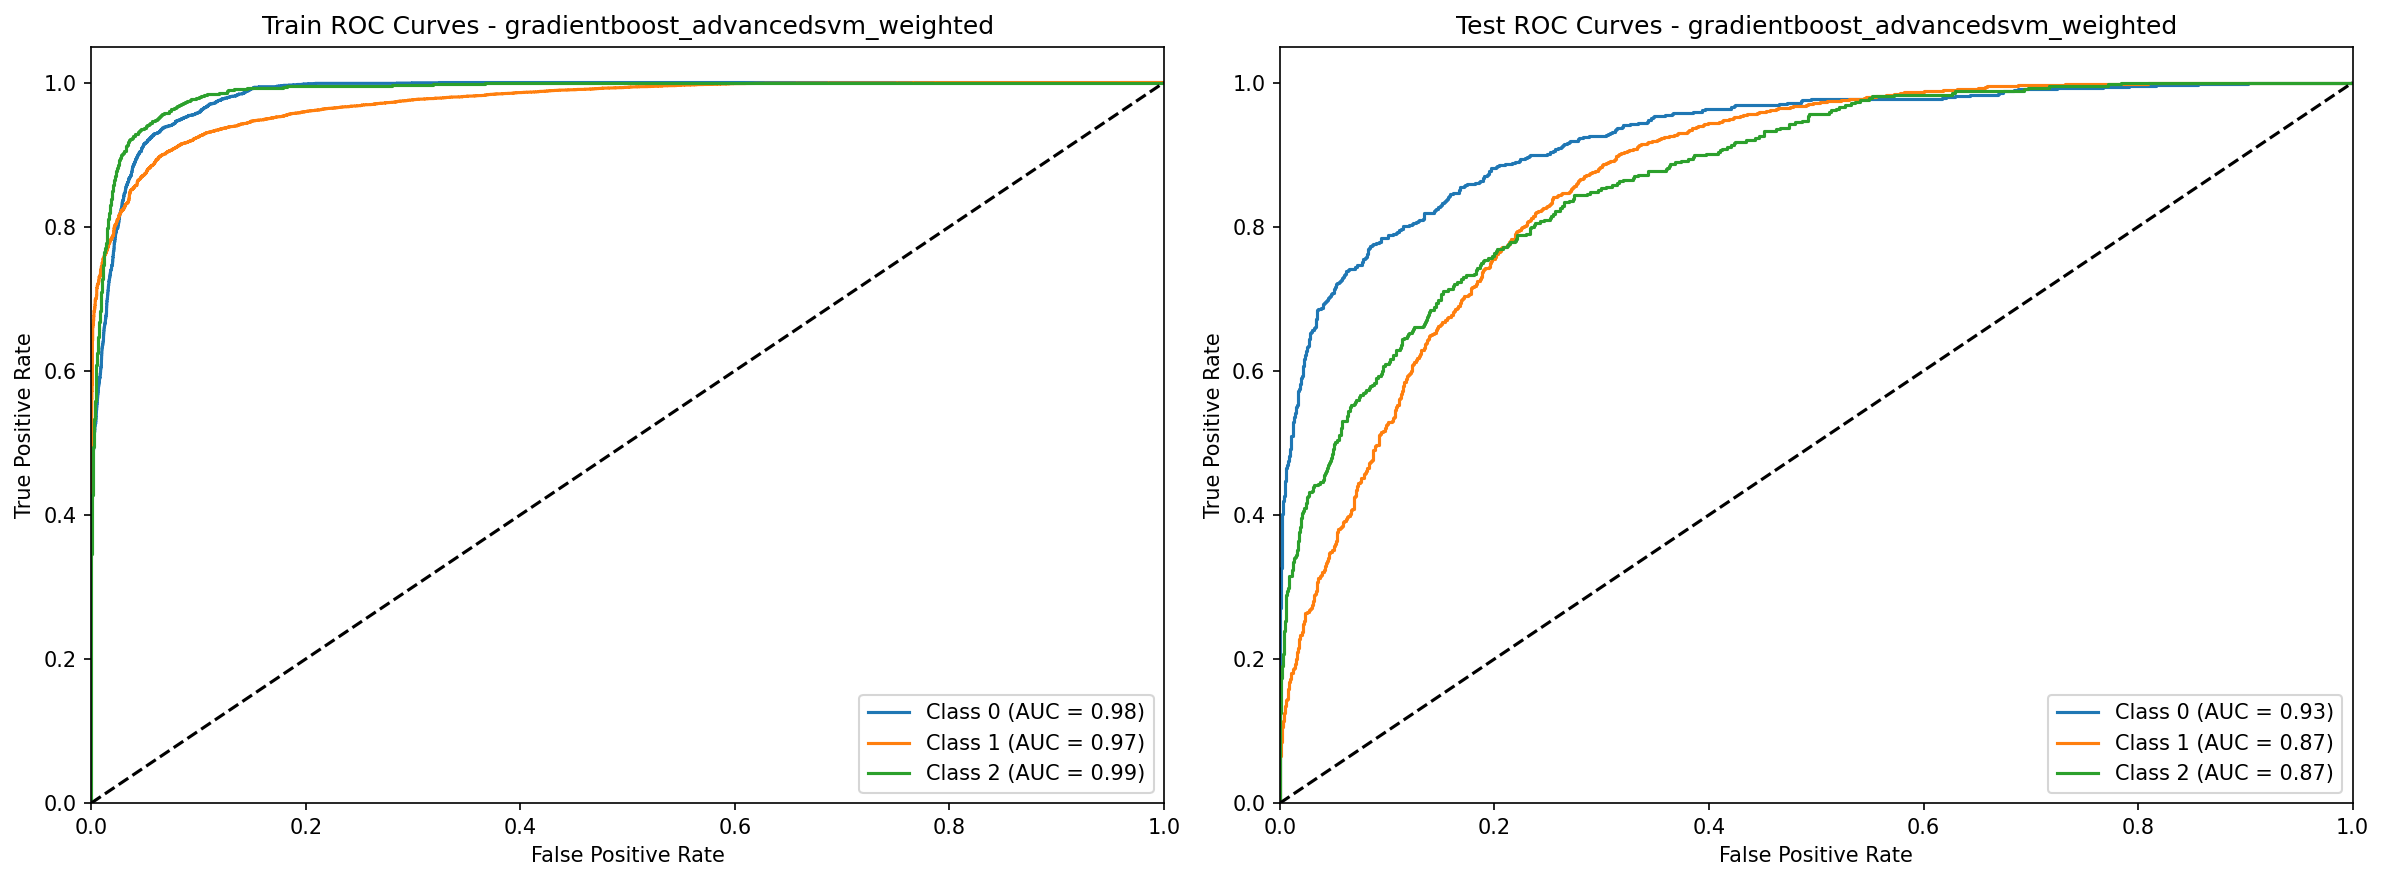 Train ROC Curves - gradientboost_advancedsvm_weighted
1.0
0.8
0.6
0.4
0.2
0.0
True Positive Rate
0.0 0.2 0.4 0.6 0.8 1.0
False Positive Rate
Class 0 (AUC = 0.98)
Class 1 (AUC = 0.97)
Class 2 (AUC = 0.99)
Test ROC Curves - gradientboost_advancedsvm_weighted
1.0
0.8
0.6
0.4
0.2
0.0
True Positive Rate
0.0 0.2 0.4 0.6 0.8 1.0
False Positive Rate
Class 0 (AUC = 0.93)
Class 1 (AUC = 0.87)
Class 2 (AUC = 0.87)